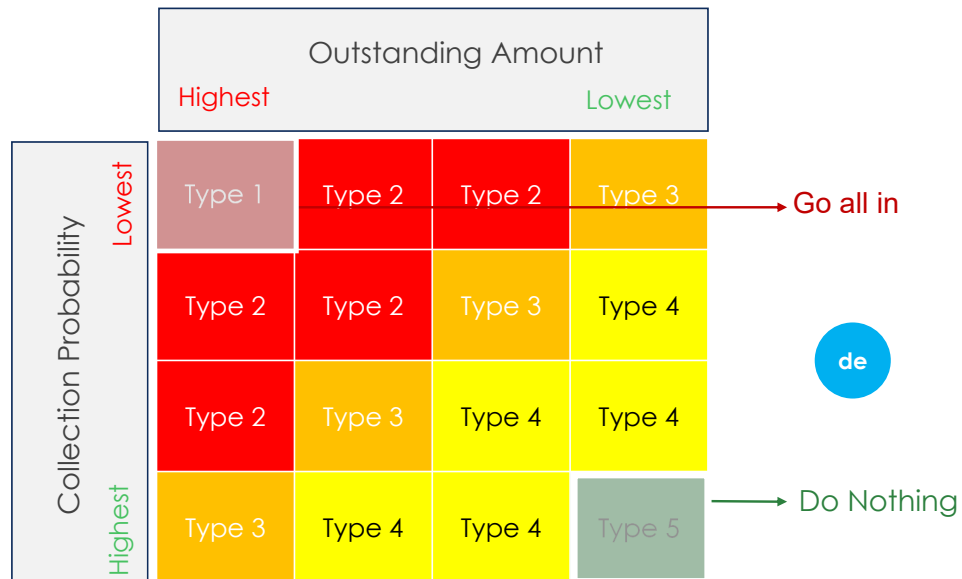 Outstanding Amount
Highest Lowest
Collection Probability
Lowest
Highest
Type 1 Type 2 Type 2 Type 3
Go all in
Type 2 Type 2 Type 3 Type 4
de
Type 2 Type 3 Type 4 Type 4
Type 3 Type 4 Type 4 Type 5
Do Nothing